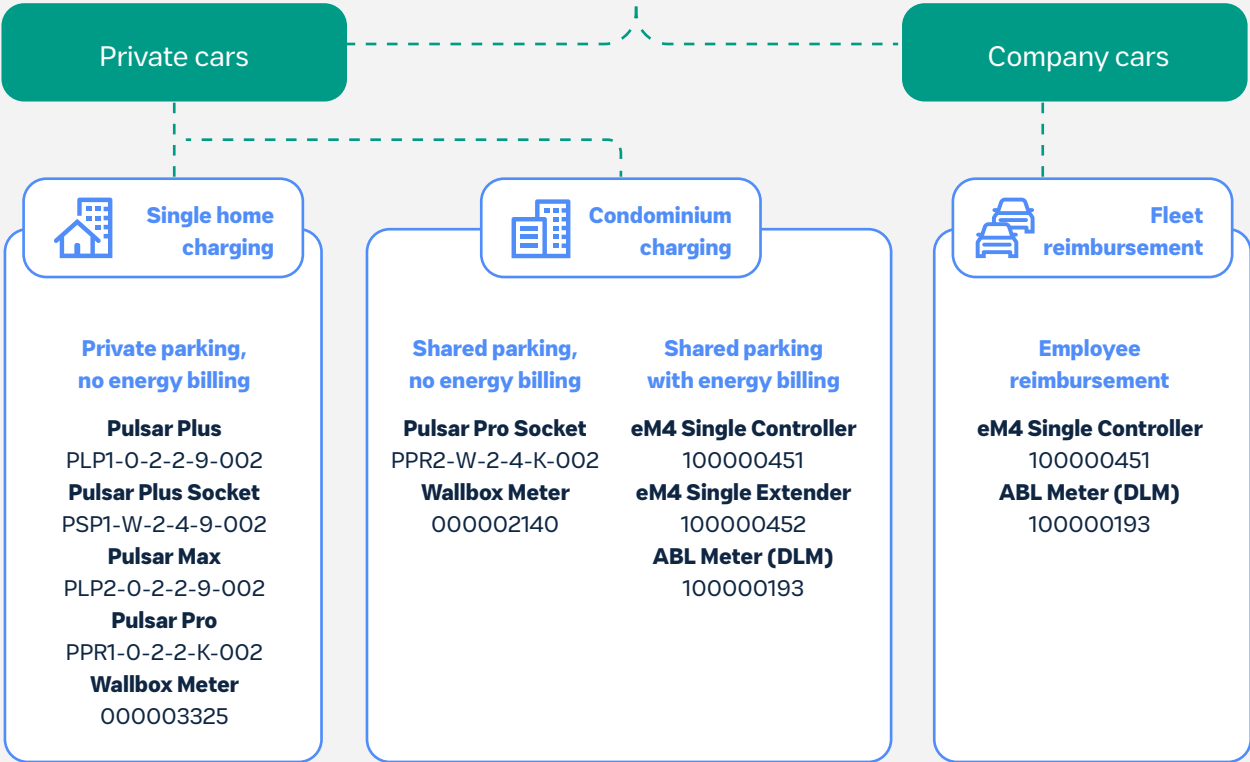 Private cars
Company cars
Single home
charging
Condominium
charging
Fleet
reimbursement
Private parking,
no energy billing
Pulsar Plus
PLP1-0-2-2-9-002
Pulsar Plus Socket
PSP1-W-2-4-9-002
Pulsar Max
PLP2-0-2-2-9-002
Pulsar Pro
PPR1-0-2-2-K-002
Wallbox Meter
000003325
Shared parking,
no energy billing
Pulsar Pro Socket
PPR2-W-2-4-K-002
Wallbox Meter
000002140
Shared parking
with energy billing
eM4 Single Controller
100000451
eM4 Single Extender
100000452
ABL Meter (DLM)
100000193
Employee
reimbursement
eM4 Single Controller
100000451
ABL Meter (DLM)
100000193